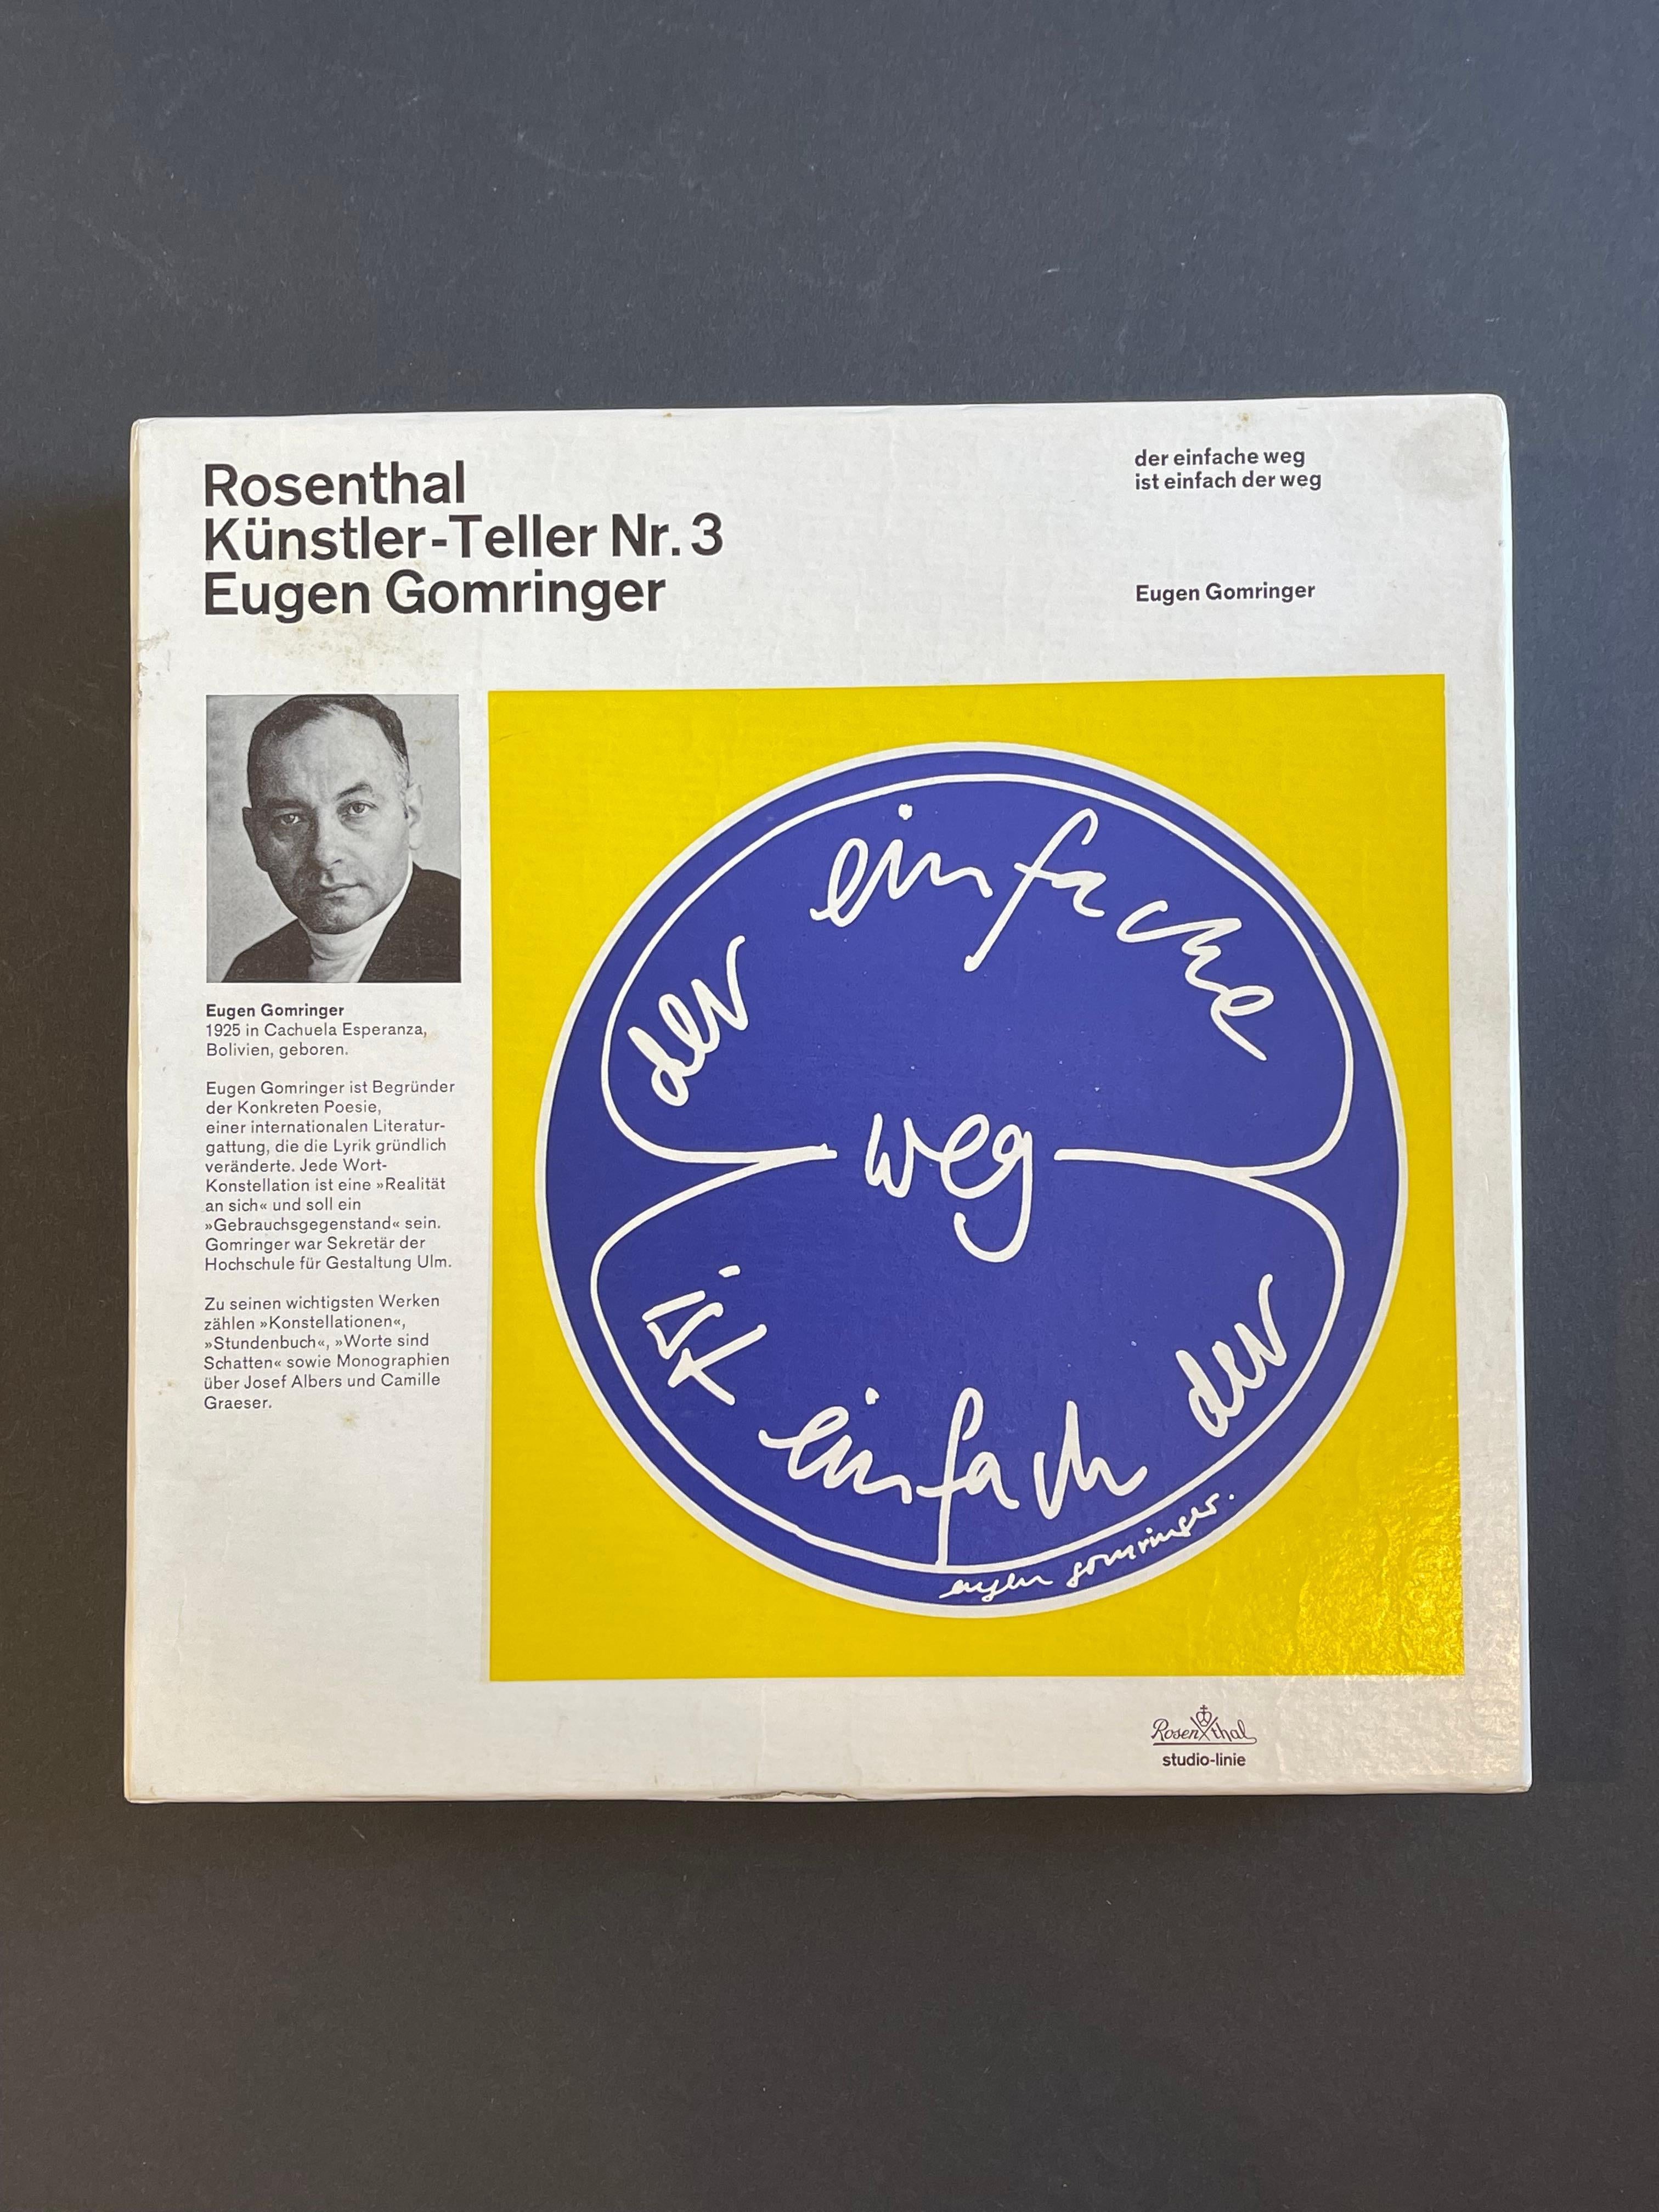 Rosenthal
Künstler-Teller Nr. 3
Eugen Gomringer
der einfache weg
ist einfach der weg
Eugen Gomringer
Eugen Gomringer
1925 in Cachuela Esperanza,
Bolivien, geboren.
Eugen Gomringer ist Begründer
der Konkreten Poesie,
einer internationalen Literatur-
gattung, die die Lyrik gründlich
veränderte. Jede Wort-
Konstellation ist eine »Realität
an sich« und soll ein
»Gebrauchsgegenstand« sein.
Gomringer war Sekretär der
Hochschule für Gestaltung Ulm.
Zu seinen wichtigsten Werken
zählen »Konstellationen«,
»Stundenbuch«, »Worte sind
Schatten« sowie Monographien
über Josef Albers und Camille
Graeser.
der einfache
weg
ist einfach der
eugen gomringer.
Rosenthal
studio-linie